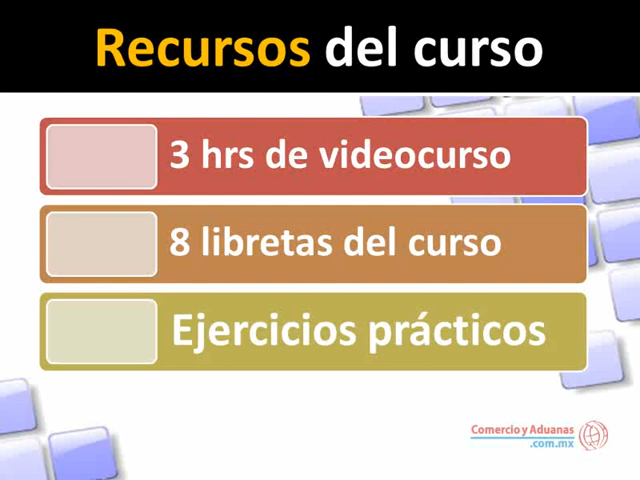 Recursos del curso
3 hrs de videocurso
8 libretas del curso
Ejercicios prácticos
Comercio y Aduanas
.com.mx